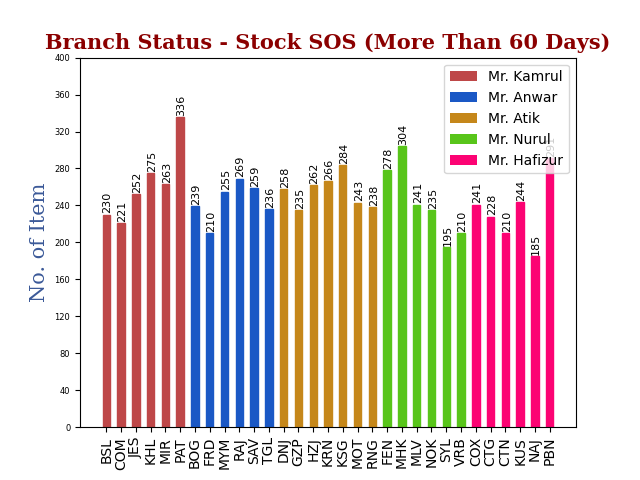 Branch Status - Stock SOS (More Than 60 Days)
No. of Item
400
360
320
280
240
200
160
120
80
40
0
Mr. Kamrul
Mr. Anwar
Mr. Atik
Mr. Nurul
Mr. Hafizur
230
221
252
275
263
336
239
210
255
269
259
236
258
235
262
266
284
243
238
278
304
241
235
195
210
241
228
210
244
185
BSL
COM
JES
KHL
MIR
PAT
BOG
FRD
MYM
RAJ
SAV
TGL
DNJ
GZP
HZJ
KRN
KSG
MOT
RNG
FEN
MHK
MLV
NOK
SYL
VRB
COX
CTG
CTN
KUS
NAJ
PBN